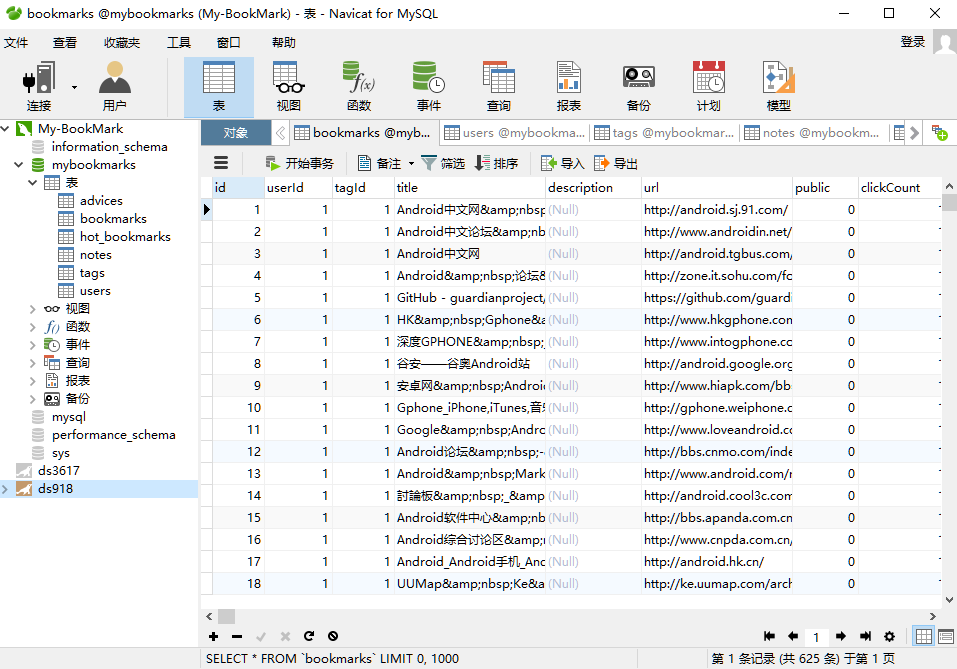 bookmarks @mybookmarks (My-BookMark) - 表 - Navicat for MySQL
文件 查看 收藏夹 工具 窗口 帮助 登录
连接 用户 表 视图 函数 事件 查询 报表 备份 计划 模型
My-BookMark
information_schema
mybookmarks
表
advices
bookmarks
hot_bookmarks
notes
tags
users
视图
函数
事件
查询
报表
备份
mysql
performance_schema
sys
ds3617
ds918
对象 bookmarks @myb... users @mybookma... tags @mybookmar... notes @mybookm...
开始事务 备注 筛选 排序 导入 导出
id userId tagId title description url public clickCount
1 1 1 Android中文网&amp;nbsp (Null) http://android.sj.91.com/ 0
2 1 1 Android中文论坛&amp;nb (Null) http://www.androidin.net/ 0
3 1 1 Android中文网 (Null) http://android.tgbus.com/ 0
4 1 1 Android&amp;nbsp;论坛& (Null) http://zone.it.sohu.com/fo 0
5 1 1 GitHub - guardianproject/ (Null) https://github.com/guardi 0
6 1 1 HK&amp;nbsp;Gphone&a (Null) http://www.hkgphone.com 0
7 1 1 深度GPHONE&amp;nbsp; (Null) http://www.intogphone.co 0
8 1 1 谷安——谷奥Android站 (Null) http://android.google.org 0
9 1 1 安卓网&amp;nbsp;Android (Null) http://www.hiapk.com/bbs 0
10 1 1 Gphone_iPhone,iTunes,音乐 (Null) http://gphone.weiphone.c 0
11 1 1 Google&amp;nbsp;Andro (Null) http://www.loveandroid.co 0
12 1 1 Android论坛&amp;nbsp;- (Null) http://bbs.cnmo.com/inde 0
13 1 1 Android&amp;nbsp;Mark (Null) http://www.android.com/m 0
14 1 1 討論板&amp;nbsp;_&amp (Null) http://android.cool3c.com 0
15 1 1 Android软件中心&amp;nb (Null) http://bbs.apanda.com.cn 0
16 1 1 Android综合讨论区&amp;n (Null) http://www.cnpda.com.cn/ 0
17 1 1 Android_Android手机_And (Null) http://android.hk.cn/ 0
18 1 1 UUMap&amp;nbsp;Ke&a (Null) http://ke.uumap.com/arch 0
1
SELECT * FROM `bookmarks` LIMIT 0, 1000 第 1 条记录 (共 625 条) 于第 1 页